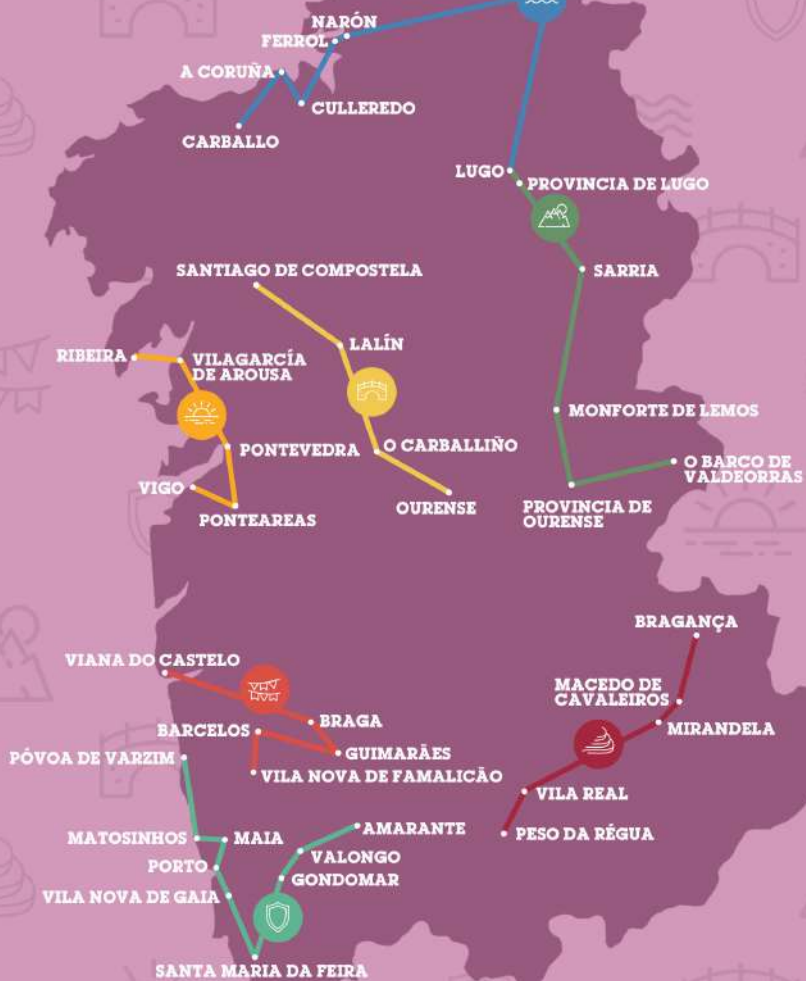 NARÓN
FERROL
A CORUÑA
CULLEREDO
CARBALLO
LUGO
PROVINCIA DE LUGO
SANTIAGO DE COMPOSTELA
SARRIA
LALÍN
RIBEIRA
VILAGARCÍA
DE AROUSA
MONFORTE DE LEMOS
PONTEVEDRA
O CARBALLIÑO
O BARCO DE
VALDEORRAS
VIGO
OURENSE
PROVINCIA DE
OURENSE
PONTEAREAS
BRAGANÇA
VIANA DO CASTELO
MACEDO DE
CAVALEIROS
BRAGA
BARCELOS
MIRANDELA
GUIMARÃES
PÓVOA DE VARZIM
VILA NOVA DE FAMALICÃO
VILA REAL
AMARANTE
PESO DA RÉGUA
MATOSINHOS
MAIA
VALONGO
PORTO
GONDOMAR
VILA NOVA DE GAIA
SANTA MARIA DA FEIRA